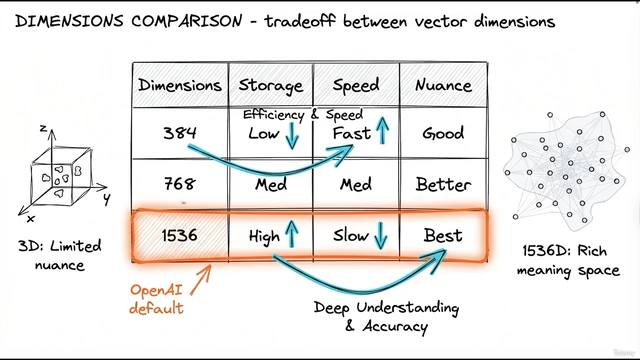 DIMENSIONS COMPARISON - tradeoff between vector dimensions
Dimensions Storage Speed Nuance
Efficiency & Speed
384 Low Fast Good
768 Med Med Better
1536 High Slow Best
z
y
x
3D: Limited
nuance
1536D: Rich
meaning space
OpenAI
default
Deep Understanding
& Accuracy
Udemy